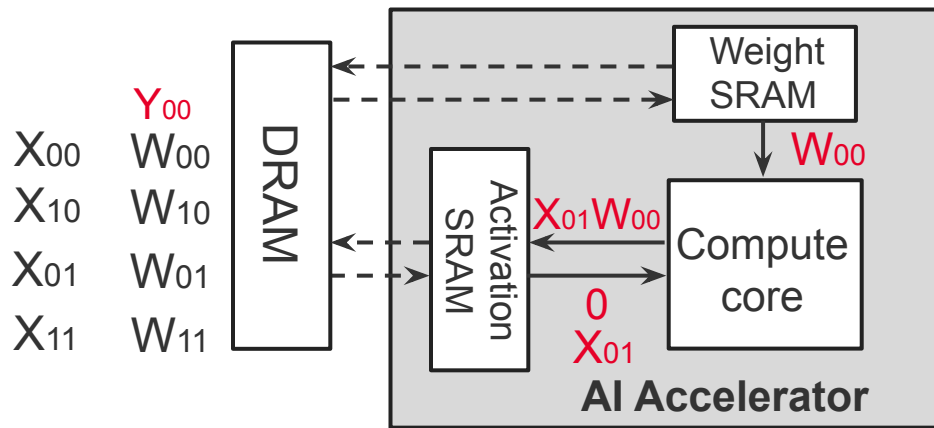 Y₀₀
X₀₀ W₀₀
X₁₀ W₁₀
X₀₁ W₀₁
X₁₁ W₁₁
DRAM
Weight
SRAM
W₀₀
Activation
SRAM
X₀₁W₀₀
0
X₀₁
Compute
core
AI Accelerator